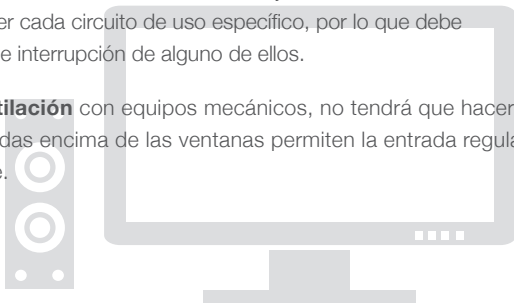 er cada circuito de uso específico, por lo que debe
e interrupción de alguno de ellos.
tilación con equipos mecánicos, no tendrá que hacer
das encima de las ventanas permiten la entrada regula
e.